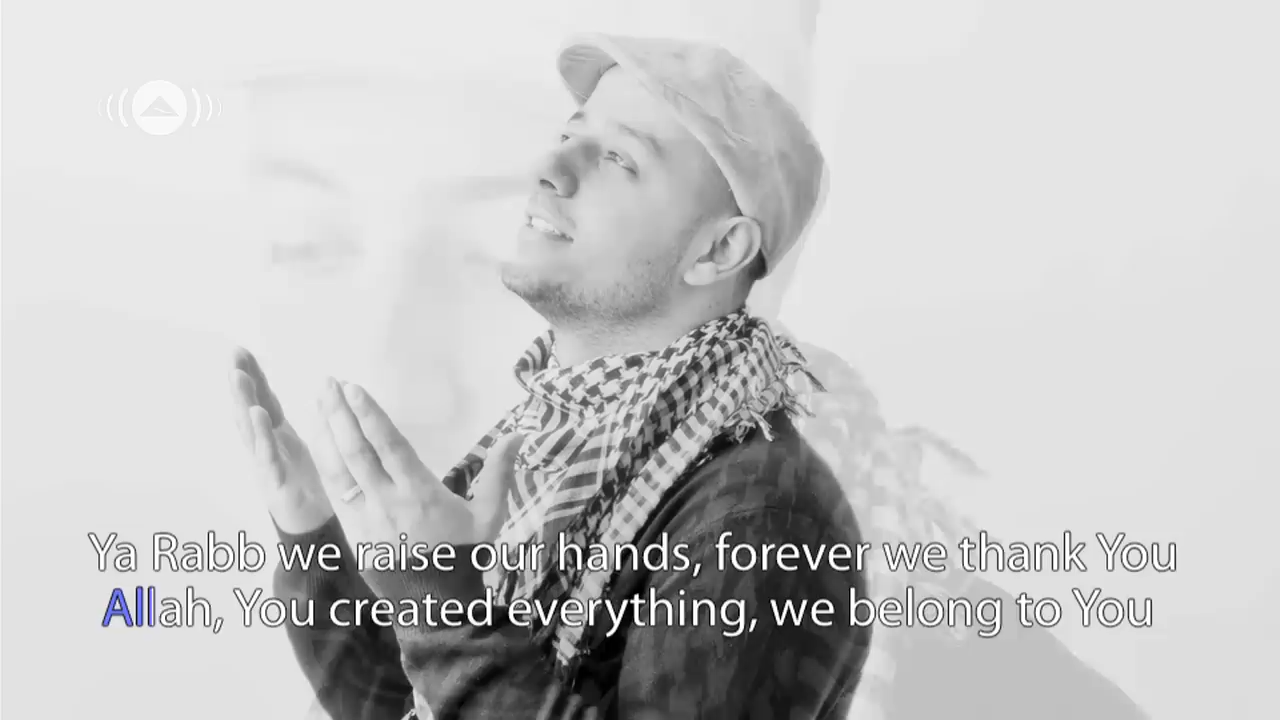 Ya Rabb we raise our hands, forever we thank You
Allah, You created everything, we belong to You